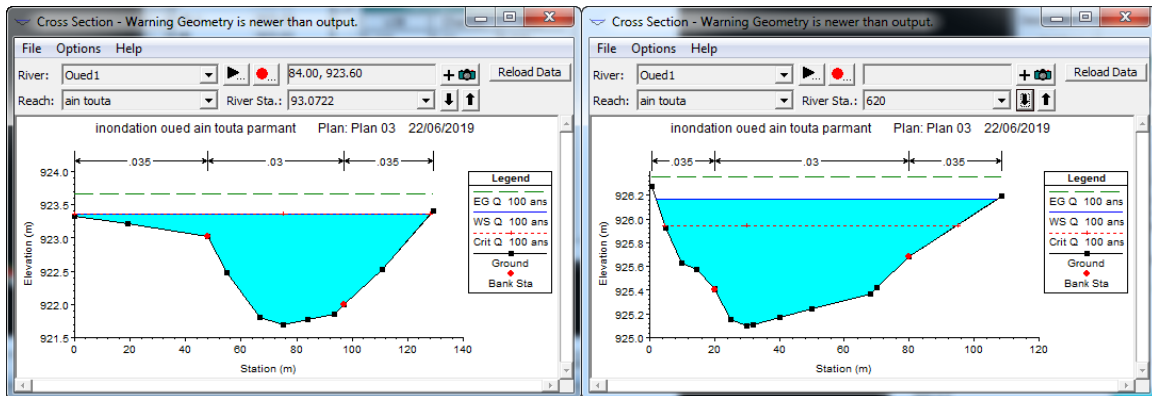 Cross Section - Warning Geometry is newer than output.
File Options Help
River: Oued1 84.00, 923.60 Reload Data
Reach: ain touta River Sta.: 93.0722
inondation oued ain touta parmant Plan: Plan 03 22/06/2019
.035 .03 .035
924.0
923.5
923.0
922.5
922.0
921.5
0 20 40 60 80 100 120 140
Elevation (m)
Station (m)
Legend
EG Q 100 ans
WS Q 100 ans
Crit Q 100 ans
Ground
Bank Sta
Cross Section - Warning Geometry is newer than output.
File Options Help
River: Oued1 Reload Data
Reach: ain touta River Sta.: 620
inondation oued ain touta parmant Plan: Plan 03 22/06/2019
.035 .03 .035
926.2
926.0
925.8
925.6
925.4
925.2
925.0
0 20 40 60 80 100 120
Elevation (m)
Station (m)
Legend
EG Q 100 ans
WS Q 100 ans
Crit Q 100 ans
Ground
Bank Sta